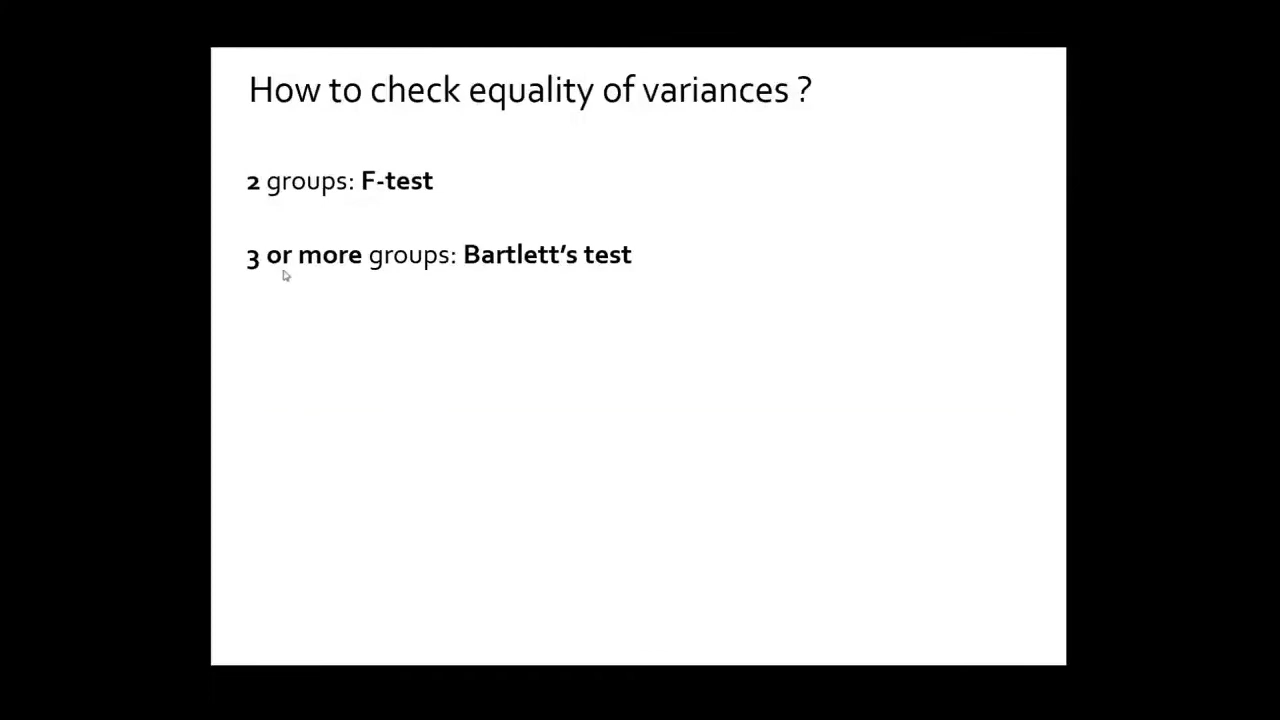 How to check equality of variances ?
2 groups: F-test
3 or more groups: Bartlett’s test